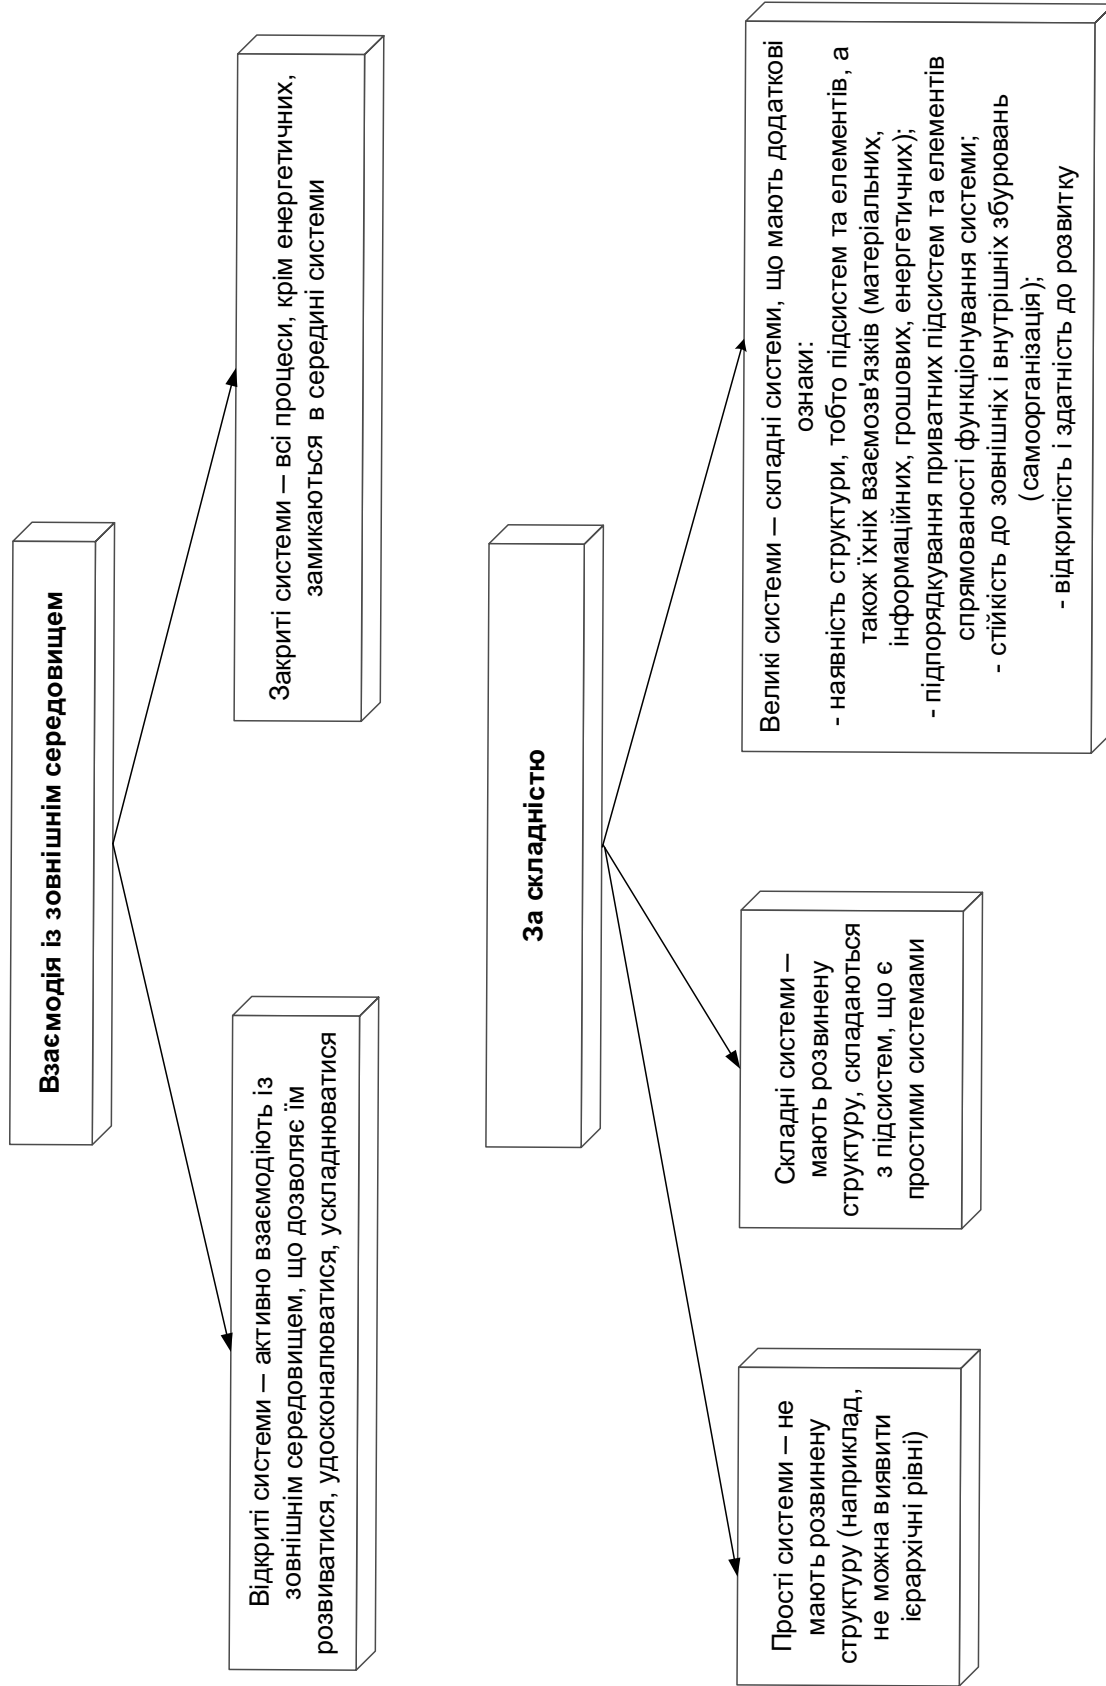 Взаємодія із зовнішнім середовищем
Відкриті системи – активно взаємодіють із
зовнішнім середовищем, що дозволяє їм
розвиватися, удосконалюватися, ускладнюватися
Закриті системи – всі процеси, крім енергетичних,
замикаються в середині системи
За складністю
Прості системи – не
мають розвинену
структуру (наприклад,
не можна виявити
ієрархічні рівні)
Складні системи –
мають розвинену
структуру, складаються
з підсистем, що є
простими системами
Великі системи – складні системи, що мають додаткові
ознаки:
- наявність структури, тобто підсистем та елементів, а
також їхніх взаємозв'язків (матеріальних,
інформаційних, грошових, енергетичних);
- підпорядкування приватних підсистем та елементів
спрямованості функціонування системи;
- стійкість до зовнішніх і внутрішніх збурювань
(самоорганізація);
- відкритість і здатність до розвитку